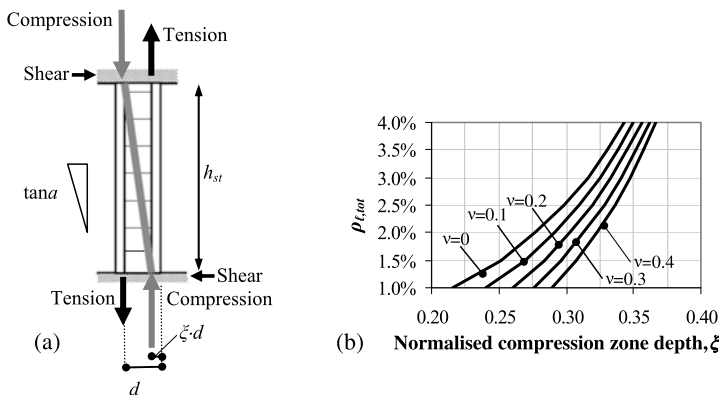 Compression
Tension
Shear
tana
h_st
Shear
Tension
Compression
ξ·d
(a)
d
4.0%
3.5%
3.0%
2.5%
2.0%
1.5%
1.0%
ρℓ,tot
ν=0.2
ν=0.1
ν=0
ν=0.4
ν=0.3
0.20 0.25 0.30 0.35 0.40
(b) Normalised compression zone depth, ξ